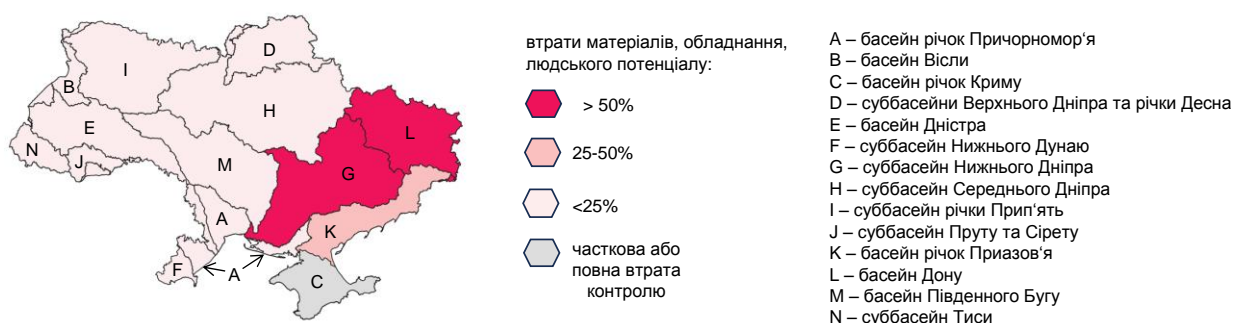 D
I
B
H
E
L
N
J
M
G
A
K
F
A
C
втрати матеріалів, обладнання,
людського потенціалу:
> 50%
25-50%
<25%
часткова або
повна втрата
контролю
A – басейн річок Причорномор‘я
B – басейн Вісли
C – басейн річок Криму
D – суббасейни Верхнього Дніпра та річки Десна
E – басейн Дністра
F – суббасейн Нижнього Дунаю
G – суббасейн Нижнього Дніпра
H – суббасейн Середнього Дніпра
I – суббасейн річки Прип‘ять
J – суббасейн Пруту та Сірету
K – басейн річок Приазов‘я
L – басейн Дону
M – басейн Південного Бугу
N – суббасейн Тиси